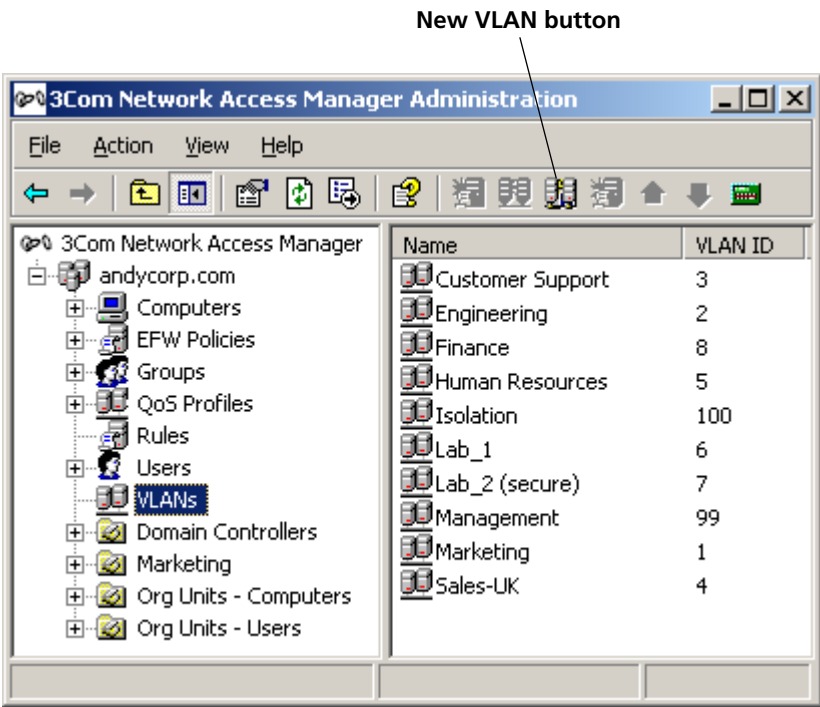 New VLAN button
3Com Network Access Manager Administration
File Action View Help
3Com Network Access Manager
andycorp.com
Computers
EFW Policies
Groups
QoS Profiles
Rules
Users
VLANs
Domain Controllers
Marketing
Org Units - Computers
Org Units - Users
Name VLAN ID
Customer Support 3
Engineering 2
Finance 8
Human Resources 5
Isolation 100
Lab_1 6
Lab_2 (secure) 7
Management 99
Marketing 1
Sales-UK 4